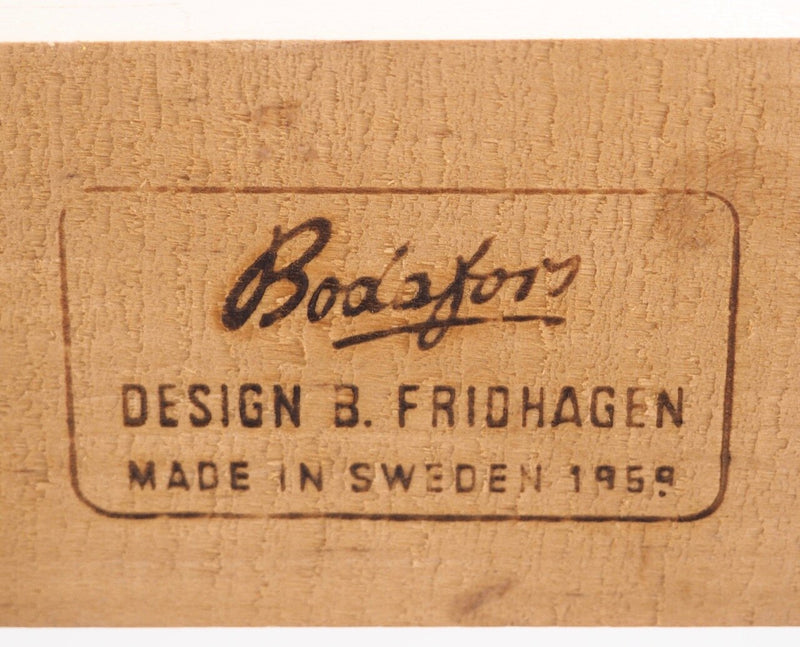 Bodafors
DESIGN B. FRIDHAGEN
MADE IN SWEDEN 1959